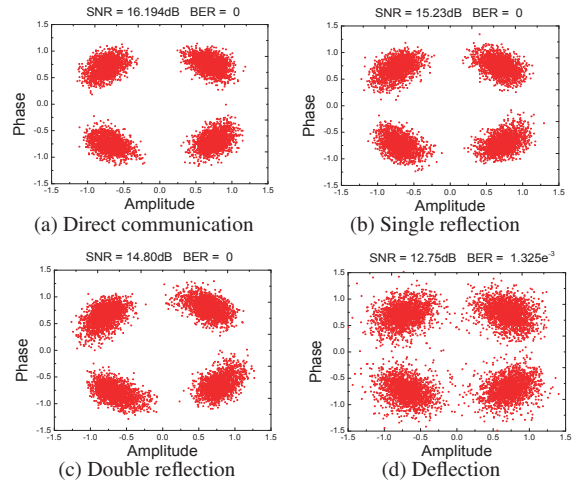 SNR = 16.194dB BER = 0
1.5
1.0
0.5
0.0
-0.5
-1.0
-1.5
Phase
-1.5 -1.0 -0.5 0.0 0.5 1.0 1.5
Amplitude
(a) Direct communication
SNR = 15.23dB BER = 0
1.5
1.0
0.5
0.0
-0.5
-1.0
-1.5
Phase
-1.5 -1.0 -0.5 0.0 0.5 1.0 1.5
Amplitude
(b) Single reflection
SNR = 14.80dB BER = 0
1.5
1.0
0.5
0.0
-0.5
-1.0
-1.5
Phase
-1.5 -1.0 -0.5 0.0 0.5 1.0 1.5
Amplitude
(c) Double reflection
SNR = 12.75dB BER = 1.325e⁻³
1.5
1.0
0.5
0.0
-0.5
-1.0
-1.5
Phase
-1.5 -1.0 -0.5 0.0 0.5 1.0 1.5
Amplitude
(d) Deflection